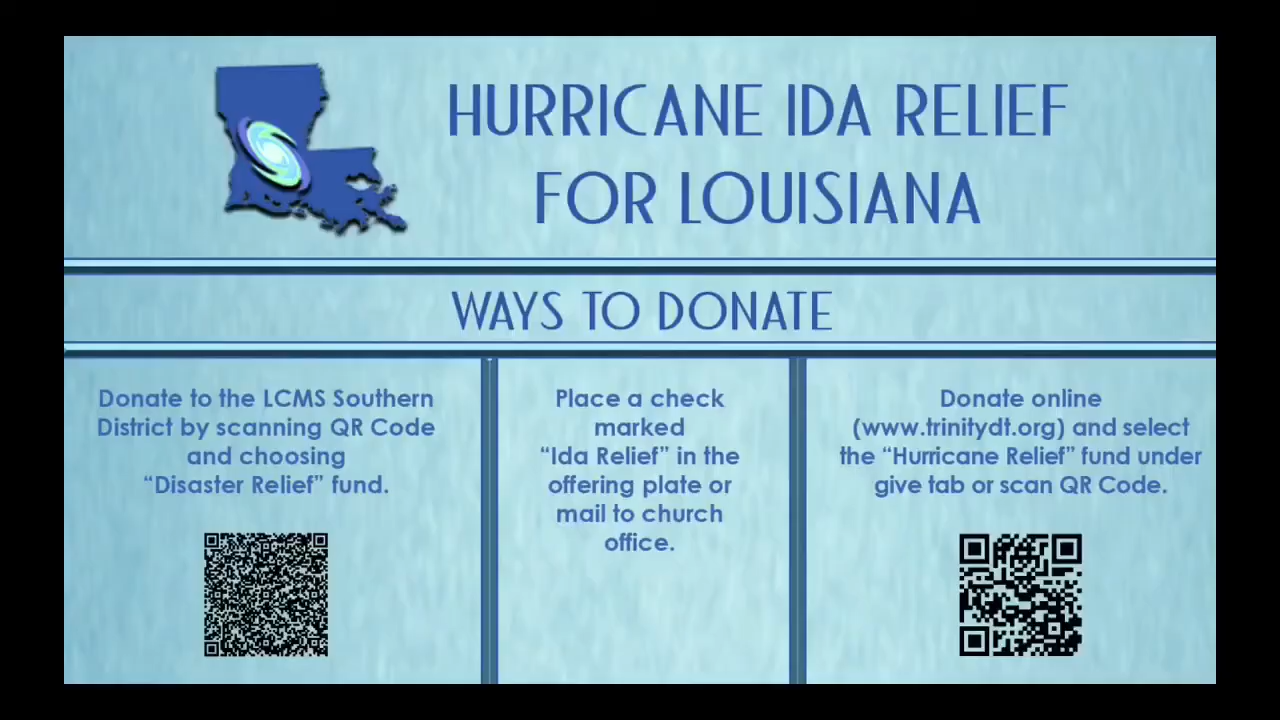 HURRICANE IDA RELIEF
FOR LOUISIANA
WAYS TO DONATE
Donate to the LCMS Southern
District by scanning QR Code
and choosing
“Disaster Relief” fund.
Place a check
marked
“Ida Relief” in the
offering plate or
mail to church
office.
Donate online
(www.trinitydt.org) and select
the “Hurricane Relief” fund under
give tab or scan QR Code.